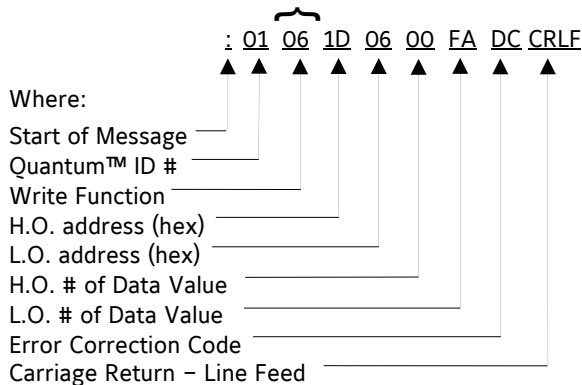 : 01 06 1D 06 00 FA DC CRLF
Where:
Start of Message
Quantum™ ID #
Write Function
H.O. address (hex)
L.O. address (hex)
H.O. # of Data Value
L.O. # of Data Value
Error Correction Code
Carriage Return – Line Feed